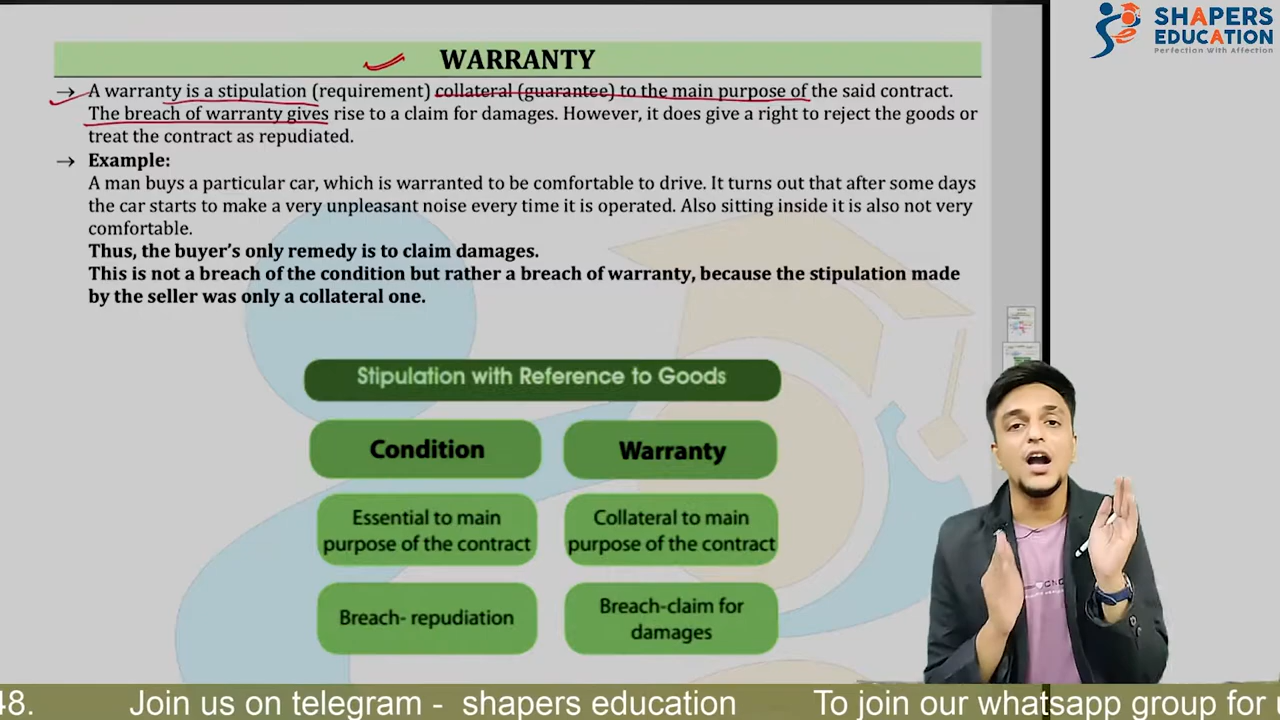 SHAPERS
EDUCATION
Perfection With Affection
WARRANTY
→ A warranty is a stipulation (requirement) collateral (guarantee) to the main purpose of the said contract.
The breach of warranty gives rise to a claim for damages. However, it does give a right to reject the goods or
treat the contract as repudiated.
→ Example:
A man buys a particular car, which is warranted to be comfortable to drive. It turns out that after some days
the car starts to make a very unpleasant noise every time it is operated. Also sitting inside it is also not very
comfortable.
Thus, the buyer's only remedy is to claim damages.
This is not a breach of the condition but rather a breach of warranty, because the stipulation made
by the seller was only a collateral one.
Stipulation with Reference to Goods
Condition
Warranty
Essential to main
purpose of the contract
Collateral to main
purpose of the contract
Breach- repudiation
Breach-claim for
damages
48. Join us on telegram - shapers education To join our whatsapp group for